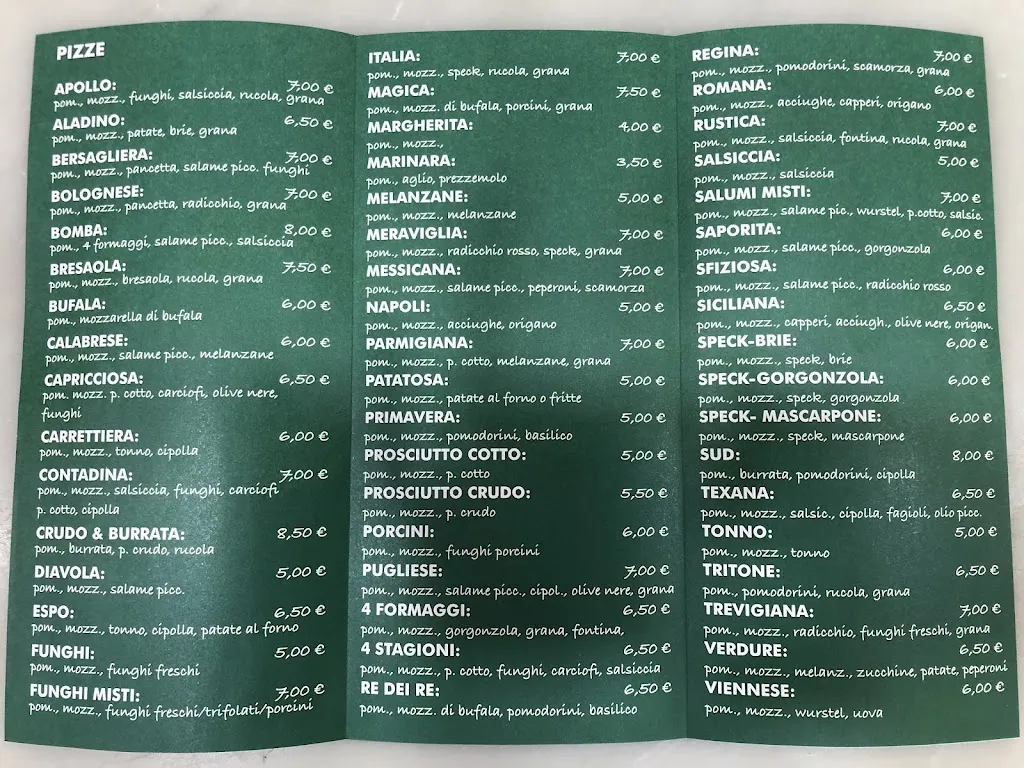 PIZZE
APOLLO: 7,00 €
pom., mozz., funghi, salsiccia, rucola, grana
ALADINO: 6,50 €
pom., mozz., patate, brie, grana
BERSAGLIERA: 7,00 €
pom., mozz., pancetta, salame picc. funghi
BOLOGNESE: 7,00 €
pom., mozz., pancetta, radicchio, grana
BOMBA: 8,00 €
pom., 4 formaggi, salame picc., salsiccia
BRESAOLA: 7,50 €
pom., mozz., bresaola, rucola, grana
BUFALA: 6,00 €
pom., mozzarella di bufala
CALABRESE: 6,00 €
pom., mozz., salame picc., melanzane
CAPRICCIOSA: 6,50 €
pom. mozz. p. cotto, carciofi, olive nere,
funghi
CARRETTIERA: 6,00 €
pom., mozz., tonno, cipolla
CONTADINA: 7,00 €
pom., mozz., salsiccia, funghi, carciofi
p. cotto, cipolla
CRUDO & BURRATA: 8,50 €
pom., burrata, p. crudo, rucola
DIAVOLA: 5,00 €
pom., mozz., salame picc.
ESPO: 6,50 €
pom., mozz., tonno, cipolla, patate al forno
FUNGHI: 5,00 €
pom., mozz., funghi freschi
FUNGHI MISTI: 7,00 €
pom., mozz., funghi freschi/trifolati/porcini
ITALIA: 7,00 €
pom., mozz., speck, rucola, grana
MAGICA: 7,50 €
pom., mozz. di bufala, porcini, grana
MARGHERITA: 4,00 €
pom., mozz.,
MARINARA: 3,50 €
pom., aglio, prezzemolo
MELANZANE: 5,00 €
pom., mozz., melanzane
MERAVIGLIA: 7,00 €
pom., mozz., radicchio rosso, speck, grana
MESSICANA: 7,00 €
pom., mozz., salame picc., peperoni, scamorza
NAPOLI: 5,00 €
pom., mozz., acciughe, origano
PARMIGIANA: 7,00 €
pom., mozz., p. cotto, melanzane, grana
PATATOSA: 5,00 €
pom., mozz., patate al forno o fritte
PRIMAVERA: 5,00 €
pom., mozz., pomodorini, basilico
PROSCIUTTO COTTO: 5,00 €
pom., mozz., p. cotto
PROSCIUTTO CRUDO: 5,50 €
pom., mozz., p. crudo
PORCINI: 6,00 €
pom., mozz., funghi porcini
PUGLIESE: 7,00 €
pom., mozz., salame picc., cipol., olive nere, grana
4 FORMAGGI: 6,50 €
pom., mozz., gorgonzola, grana, fontina,
4 STAGIONI: 6,50 €
pom., mozz., p. cotto, funghi, carciofi, salsiccia
RE DEI RE: 6,50 €
pom., mozz. di bufala, pomodorini, basilico
REGINA: 7,00 €
pom., mozz., pomodorini, scamorza, grana
ROMANA: 6,00 €
pom., mozz., acciughe, capperi, origano
RUSTICA: 7,00 €
pom., mozz., salsiccia, fontina, rucola, grana
SALSICCIA: 5,00 €
pom., mozz., salsiccia
SALUMI MISTI: 7,00 €
pom., mozz., salame pic., wurstel, p.cotto, salsic.
SAPORITA: 6,00 €
pom., mozz., salame picc., gorgonzola
SFIZIOSA: 6,00 €
pom., mozz., salame picc., radicchio rosso
SICILIANA: 6,50 €
pom., mozz., capperi, acciugh., olive nere, origan.
SPECK-BRIE: 6,00 €
pom., mozz., speck, brie
SPECK-GORGONZOLA: 6,00 €
pom., mozz., speck, gorgonzola
SPECK- MASCARPONE: 6,00 €
pom., mozz., speck, mascarpone
SUD: 8,00 €
pom., burrata, pomodorini, cipolla
TEXANA: 6,50 €
pom., mozz., salsic., cipolla, fagioli, olio picc.
TONNO: 5,00 €
pom., mozz., tonno
TRITONE: 6,50 €
pom., pomodorini, rucola, grana
TREVIGIANA: 7,00 €
pom., mozz., radicchio, funghi freschi, grana
VERDURE: 6,50 €
pom., mozz., melanz., zucchine, patate, peperoni
VIENNESE: 6,00 €
pom., mozz., wurstel, uova